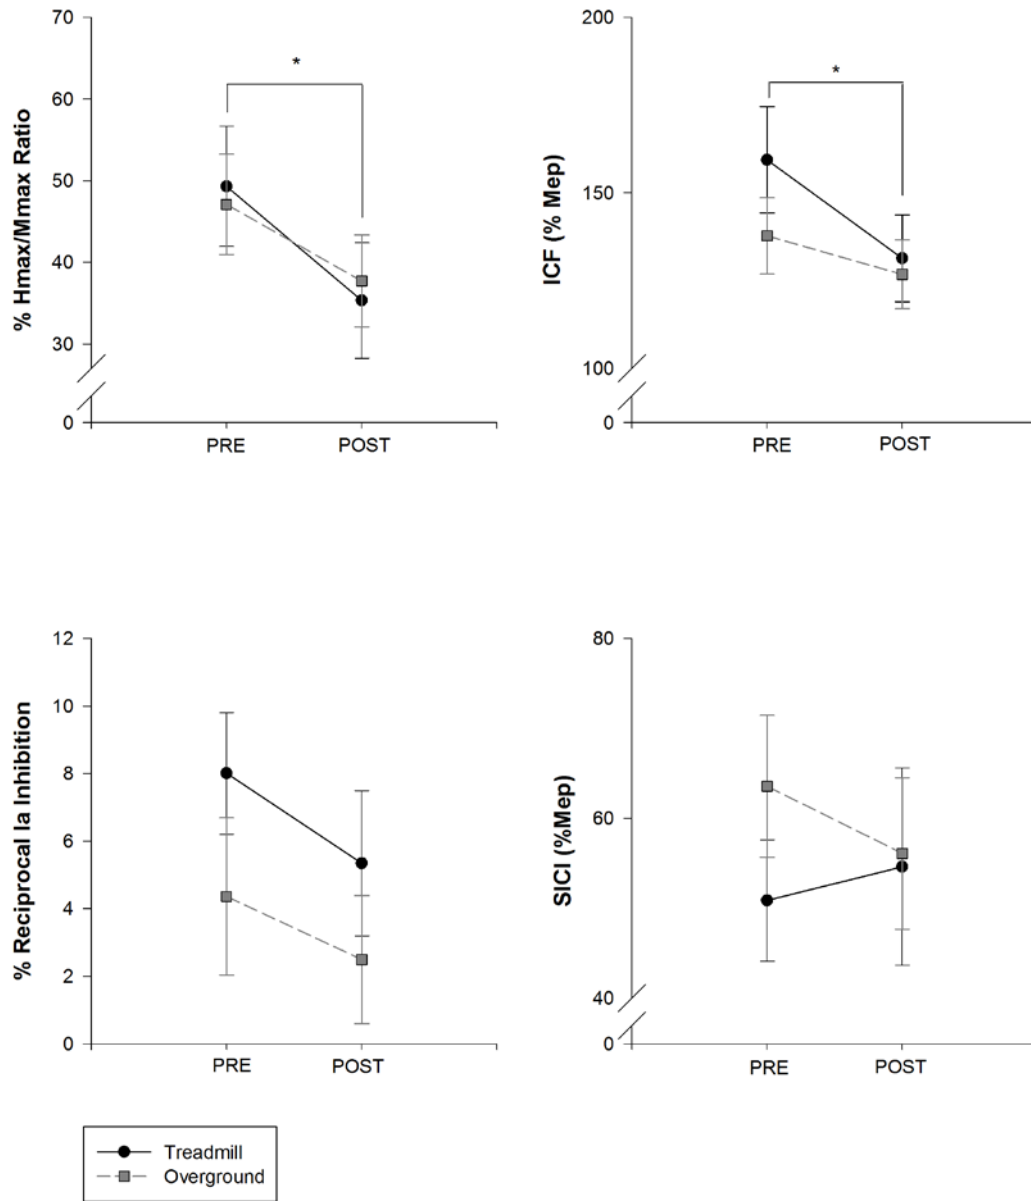 % Hmax/Mmax Ratio
70
60
50
40
30
0
*
PRE
POST
ICF (% Mep)
200
150
100
0
*
PRE
POST
% Reciprocal Ia Inhibition
12
10
8
6
4
2
0
PRE
POST
SICI (%Mep)
80
60
40
0
PRE
POST
Treadmill
Overground